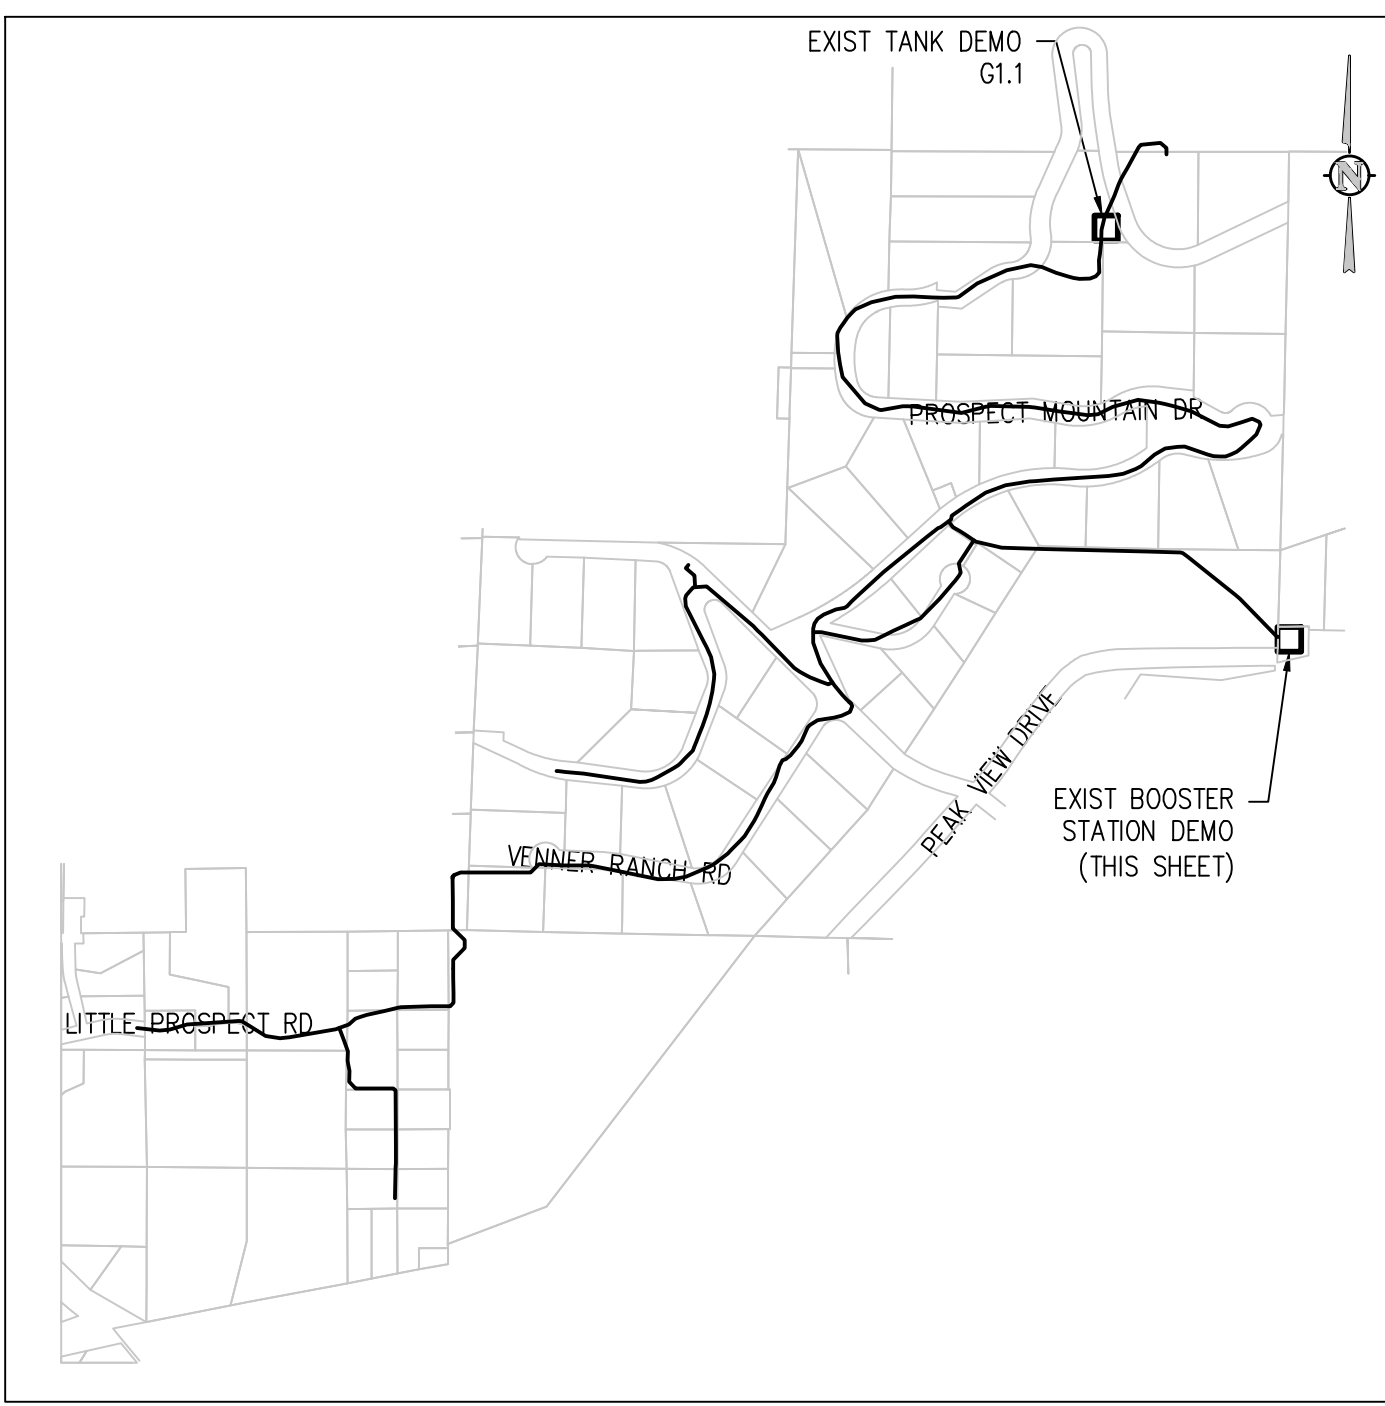 EXIST TANK DEMO
G1.1
N
PROSPECT MOUNTAIN DR
PEAK VIEW DRIVE
EXIST BOOSTER
STATION DEMO
(THIS SHEET)
VENNER RANCH RD
LITTLE PROSPECT RD